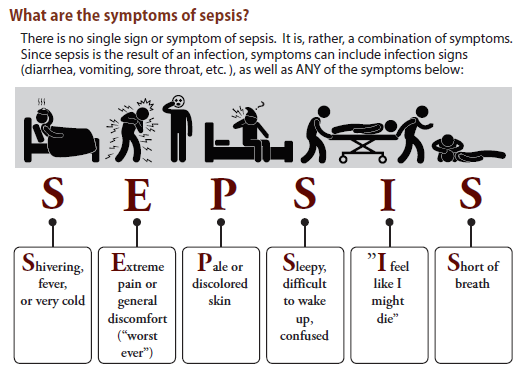 What are the symptoms of sepsis?
There is no single sign or symptom of sepsis. It is, rather, a combination of symptoms.
Since sepsis is the result of an infection, symptoms can include infection signs
(diarrhea, vomiting, sore throat, etc. ), as well as ANY of the symptoms below:
S E P S I S
Shivering,
fever,
or very cold
Extreme
pain or
general
discomfort
(“worst
ever”)
Pale or
discolored
skin
Sleepy,
difficult
to wake
up,
confused
”I feel
like I
might
die”
Short of
breath